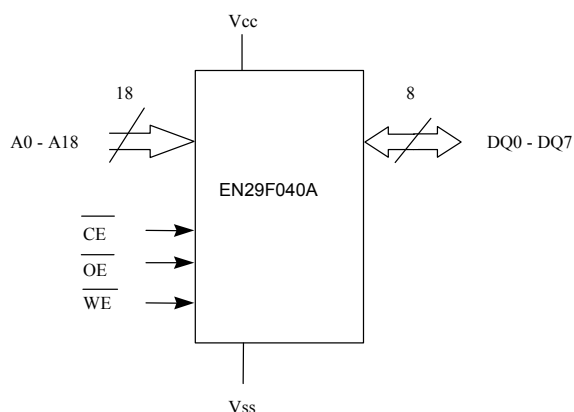 Vcc
18
8
A0 - A18
DQ0 - DQ7
EN29F040A
CE
OE
WE
Vss